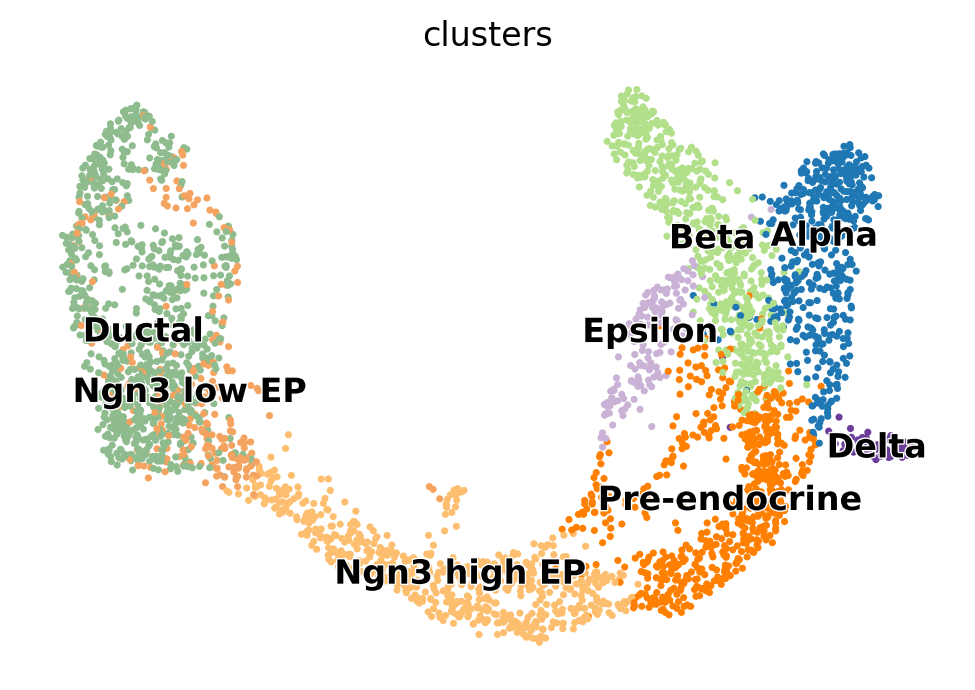 clusters
Beta
Alpha
Ductal
Epsilon
Ngn3 low EP
Delta
Pre-endocrine
Ngn3 high EP